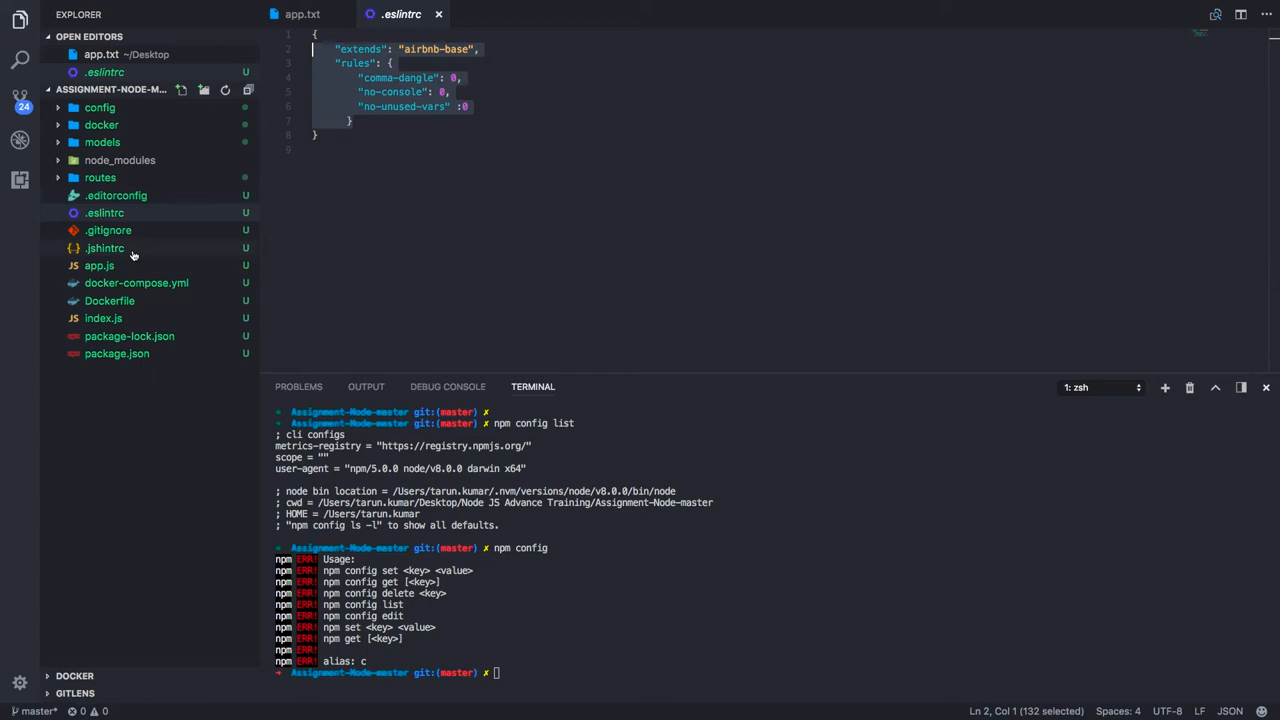 EXPLORER
OPEN EDITORS
app.txt ~/Desktop
.eslintrc U
24
ASSIGNMENT-NODE-M...
config
docker
models
node_modules
routes
.editorconfig U
.eslintrc U
.gitignore U
.jshintrc U
app.js U
docker-compose.yml U
Dockerfile U
index.js U
package-lock.json U
package.json U
DOCKER
GITLENS
app.txt .eslintrc
1 {
2 "extends": "airbnb-base",
3 "rules": {
4 "comma-dangle": 0,
5 "no-console": 0,
6 "no-unused-vars" :0
7 }
8 }
9
PROBLEMS OUTPUT DEBUG CONSOLE TERMINAL 1: zsh
Assignment-Node-master git:(master) ✗
Assignment-Node-master git:(master) ✗ npm config list
; cli configs
metrics-registry = "https://registry.npmjs.org/"
scope = ""
user-agent = "npm/5.0.0 node/v8.0.0 darwin x64"
; node bin location = /Users/tarun.kumar/.nvm/versions/node/v8.0.0/bin/node
; cwd = /Users/tarun.kumar/Desktop/Node JS Advance Training/Assignment-Node-master
; HOME = /Users/tarun.kumar
; "npm config ls -l" to show all defaults.
Assignment-Node-master git:(master) ✗ npm config
npm ERR! Usage:
npm ERR! npm config set <key> <value>
npm ERR! npm config get [<key>]
npm ERR! npm config delete <key>
npm ERR! npm config list
npm ERR! npm config edit
npm ERR! npm set <key> <value>
npm ERR! npm get [<key>]
npm ERR!
npm ERR! alias: c
Assignment-Node-master git:(master) ✗
master* 0 0 Ln 2, Col 1 (132 selected) Spaces: 4 UTF-8 LF JSON